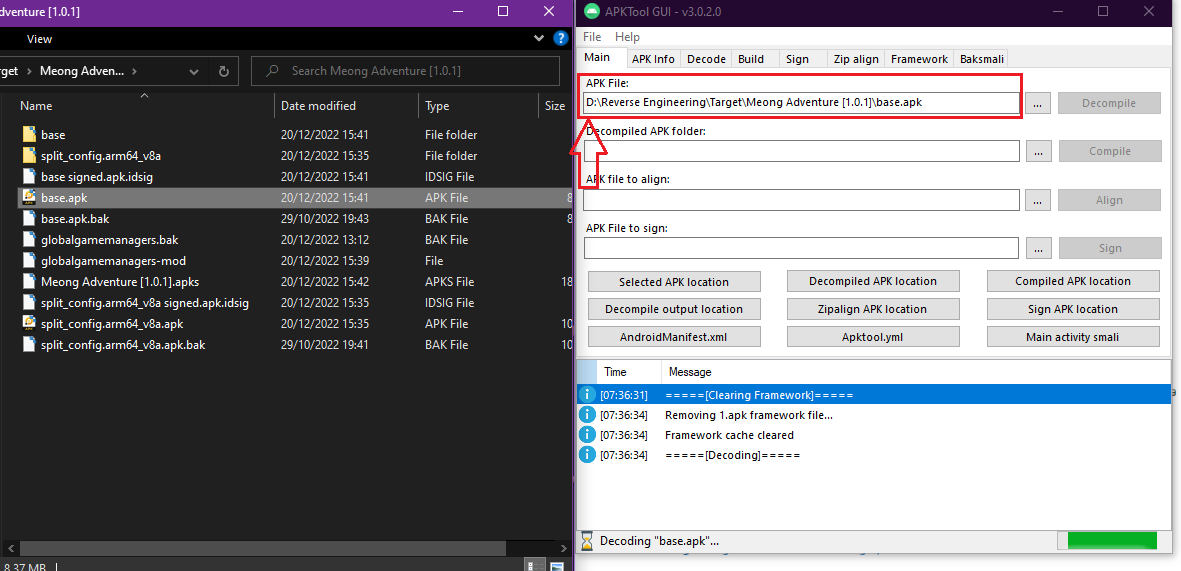 dventure [1.0.1]
View
rget > Meong Adven... >
Search Meong Adventure [1.0.1]
Name Date modified Type Size
base 20/12/2022 15:41 File folder
split_config.arm64_v8a 20/12/2022 15:35 File folder
base signed.apk.idsig 20/12/2022 15:41 IDSIG File
base.apk 20/12/2022 15:41 APK File 8
base.apk.bak 29/10/2022 19:43 BAK File 8
globalgamemanagers.bak 20/12/2022 13:12 BAK File
globalgamemanagers-mod 20/12/2022 15:39 File
Meong Adventure [1.0.1].apks 20/12/2022 15:42 APKS File 18
split_config.arm64_v8a signed.apk.idsig 20/12/2022 15:35 IDSIG File
split_config.arm64_v8a.apk 20/12/2022 15:35 APK File 10
split_config.arm64_v8a.apk.bak 29/10/2022 19:41 BAK File 10
8.37 MB
APKTool GUI - v3.0.2.0
File Help
Main APK Info Decode Build Sign Zip align Framework Baksmali
APK File:
D:\Reverse Engineering\Target\Meong Adventure [1.0.1]\base.apk ... Decompile
Decompiled APK folder:
... Compile
APK file to align:
... Align
APK File to sign:
... Sign
Selected APK location Decompiled APK location Compiled APK location
Decompile output location Zipalign APK location Sign APK location
AndroidManifest.xml Apktool.yml Main activity smali
Time Message
[07:36:31] =====[Clearing Framework]=====
[07:36:34] Removing 1.apk framework file...
[07:36:34] Framework cache cleared
[07:36:34] =====[Decoding]=====
Decoding "base.apk"...